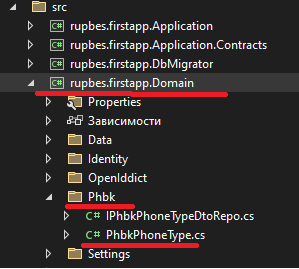 src
rupbes.firstapp.Application
rupbes.firstapp.Application.Contracts
rupbes.firstapp.DbMigrator
rupbes.firstapp.Domain
Properties
Зависимости
Data
Identity
OpenIddict
Phbk
C# IPhbkPhoneTypeDtoRepo.cs
C# PhbkPhoneType.cs
Settings